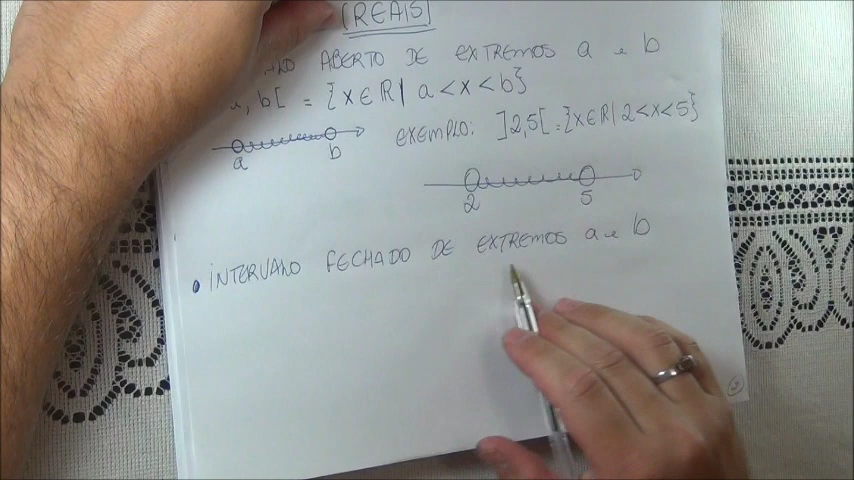 (REAIS)
ABERTO DE EXTREMOS a e b
, b[ = {x ∈ ℝ | a < x < b}
a b
EXEMPLO: ]2,5[ = {x ∈ ℝ | 2 < x < 5}
2 5
• INTERVALO FECHADO DE EXTREMOS a e b